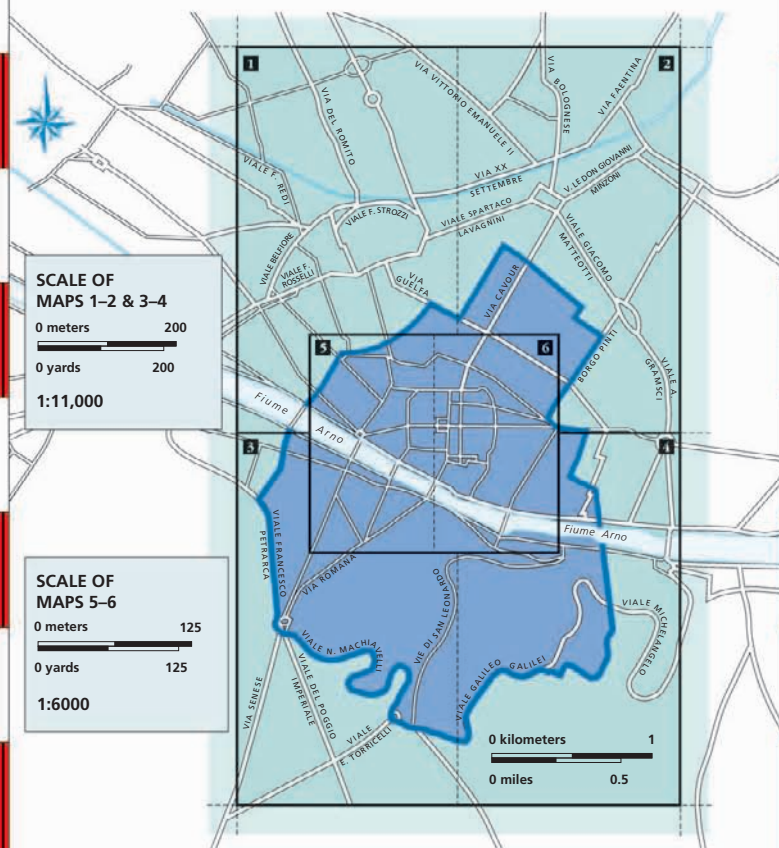 1
2
VIA VITTORIO EMANUELE II
VIA BOLOGNESE
VIA FAENTINA
VIA DEL ROMITO
VIALE F. REDI
VIA XX
SETTEMBRE
V. LE DON GIOVANNI
MINZONI
VIALE F. STROZZI
VIALE SPARTACO
LAVAGNINI
VIALE BELFIORE
VIALE F.
ROSSELLI
VIA
GUELFA
VIALE GIACOMO
MATTEOTTI
VIA CAVOUR
SCALE OF
MAPS 1–2 & 3–4
0 meters 200
0 yards 200
1:11,000
5
6
BORGO PINTI
VIALE A.
GRAMSCI
Fiume Arno
3
4
Fiume Arno
VIALE FRANCESCO
PETRARCA
VIA ROMANA
VIE DI SAN LEONARDO
SCALE OF
MAPS 5–6
0 meters 125
0 yards 125
1:6000
VIALE MICHELANGELO
VIALE N. MACHIAVELLI
VIALE GALILEO GALILEI
VIA SENESE
VIALE DEL POGGIO
IMPERIALE
VIALE
E. TORRICELLI
0 kilometers 1
0 miles 0.5